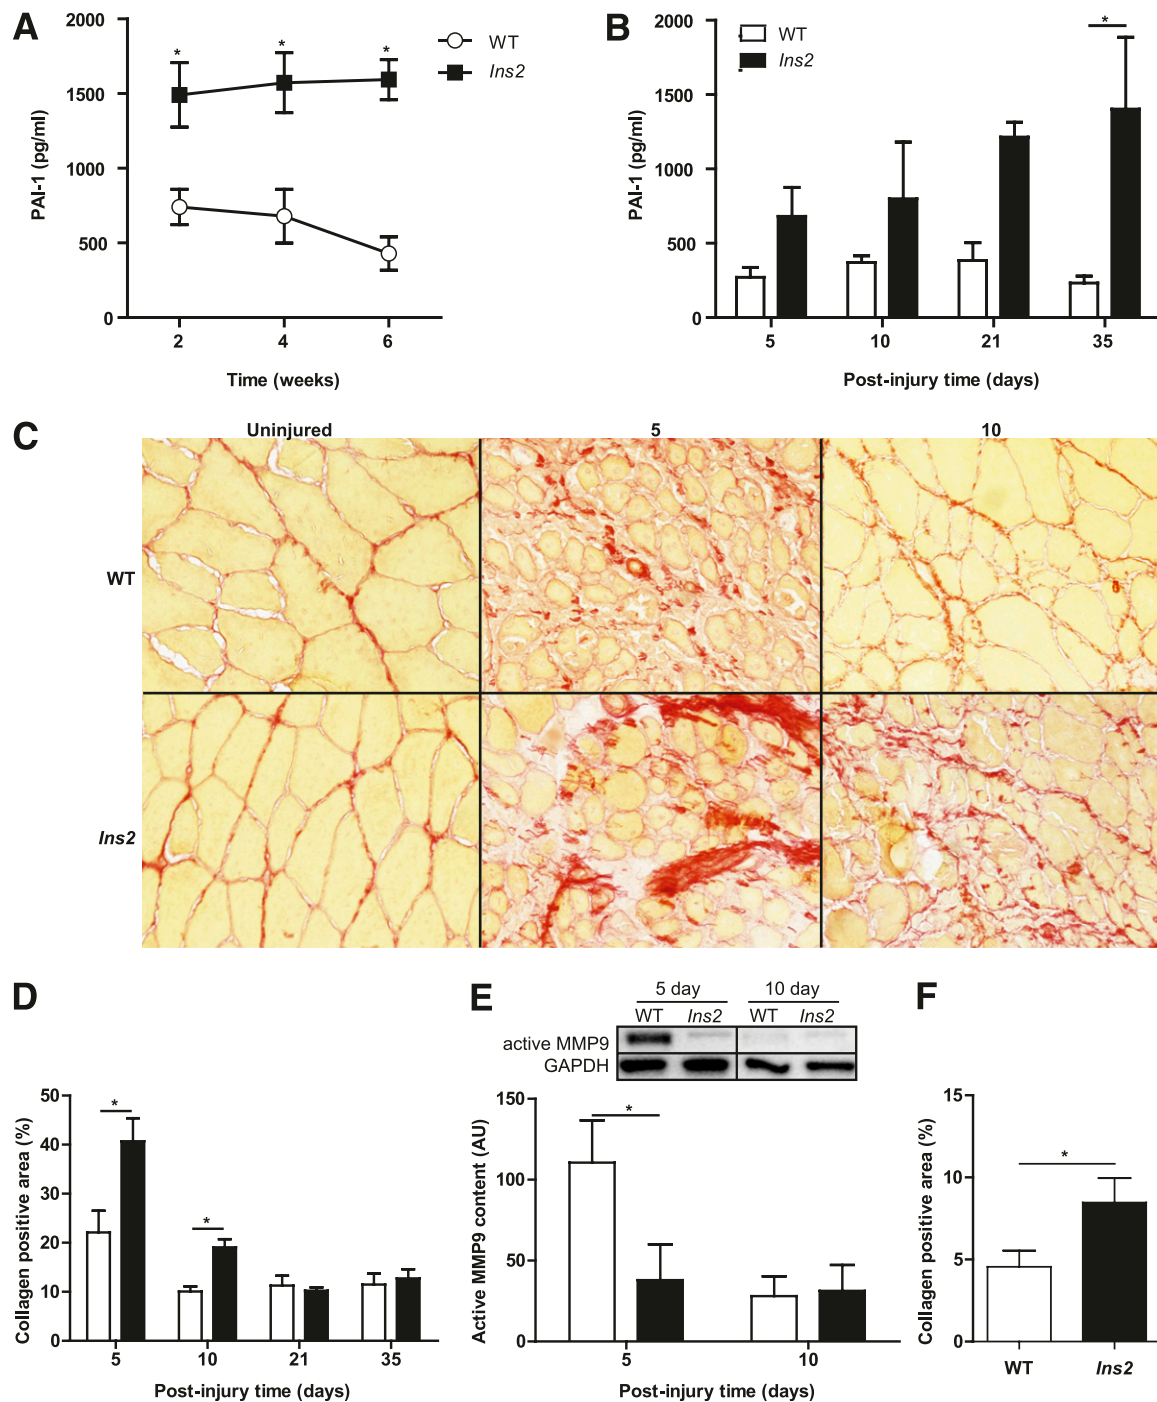 A
PAI-1 (pg/ml)
2000
1500
1000
500
0
*
*
*
WT
Ins2
2
4
6
Time (weeks)
B
PAI-1 (pg/ml)
2000
1500
1000
500
0
WT
Ins2
*
5
10
21
35
Post-injury time (days)
C
Uninjured
5
10
WT
Ins2
D
Collagen positive area (%)
50
40
30
20
10
0
*
*
5
10
21
35
Post-injury time (days)
E
5 day
10 day
WT
Ins2
WT
Ins2
active MMP9
GAPDH
Active MMP9 content (AU)
150
100
50
0
*
5
10
Post-injury time (days)
F
Collagen positive area (%)
15
10
5
0
*
WT
Ins2